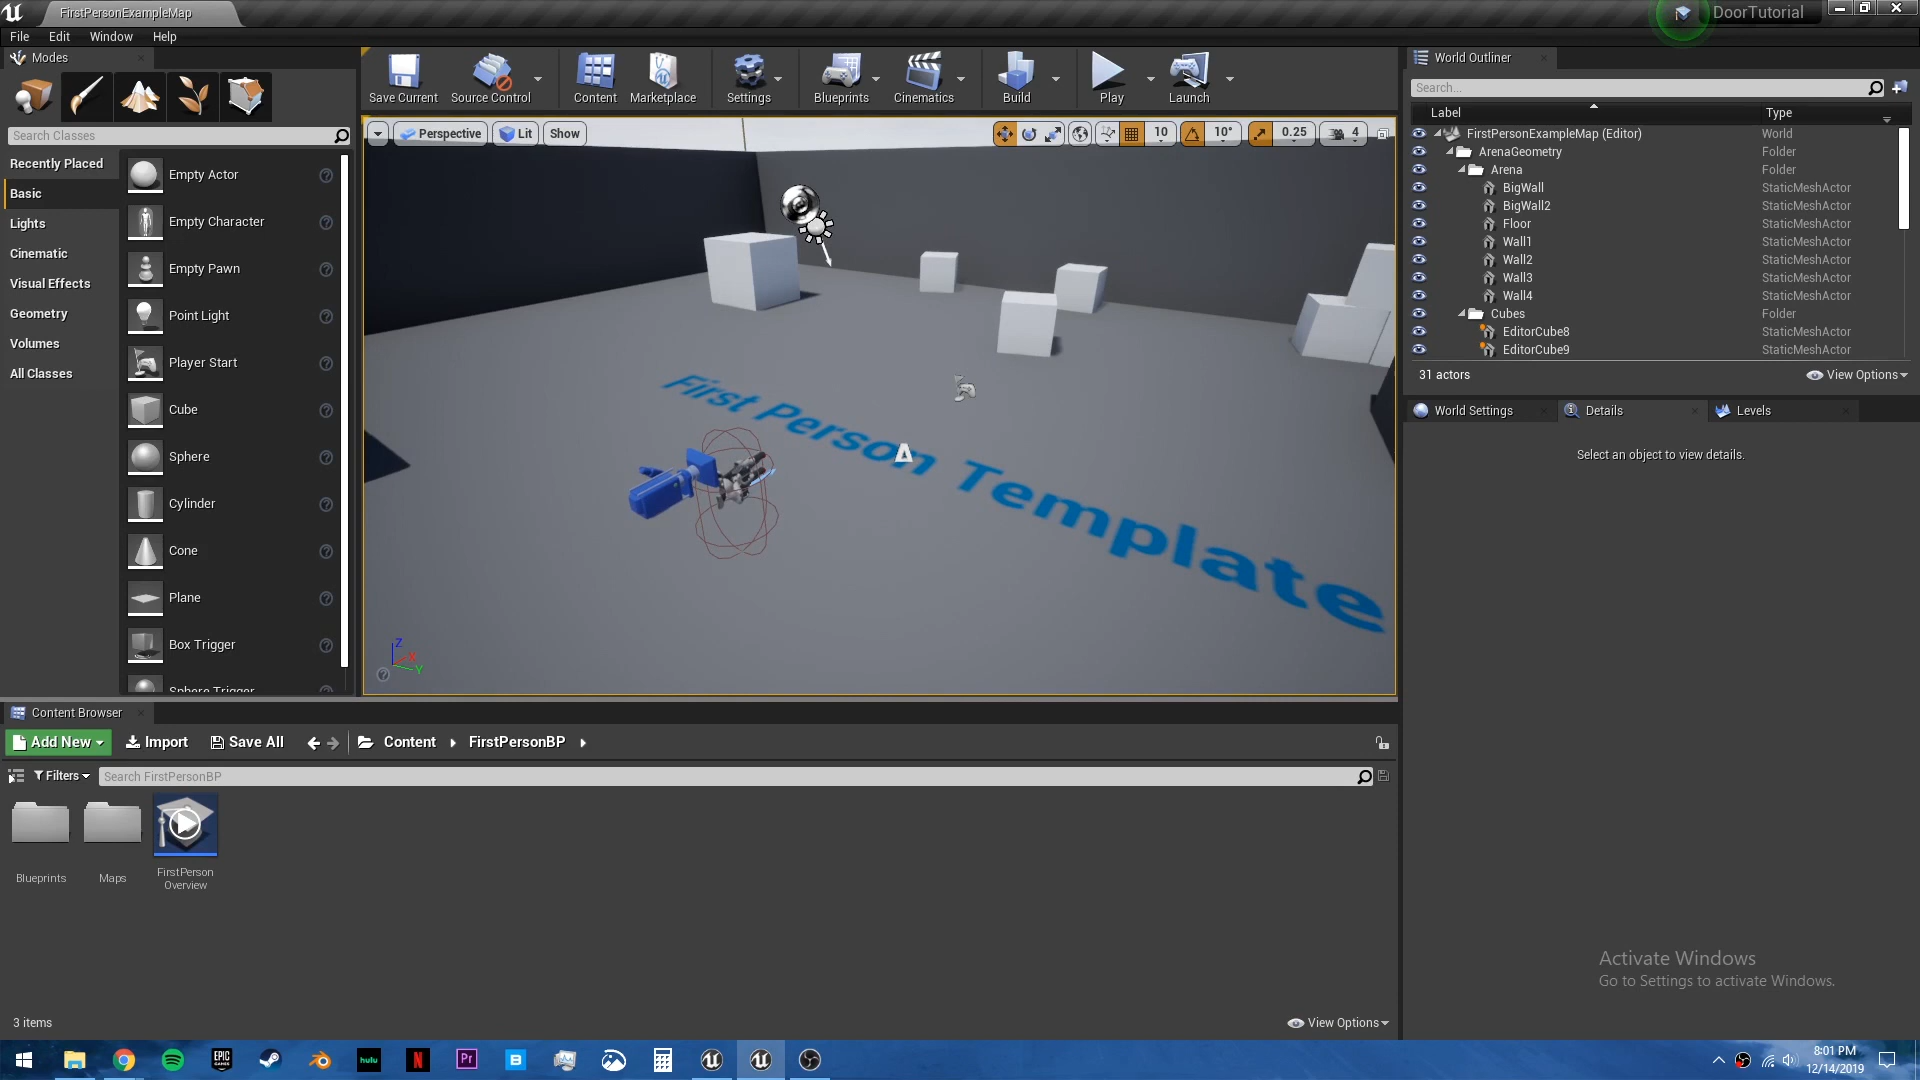 FirstPersonExampleMap
DoorTutorial
File Edit Window Help
Modes
Save Current
Source Control
Content
Marketplace
Settings
Blueprints
Cinematics
Build
Play
Launch
World Outliner
Search...
Label Type
Search Classes
Recently Placed
Basic
Lights
Cinematic
Visual Effects
Geometry
Volumes
All Classes
Empty Actor
Empty Character
Empty Pawn
Point Light
Player Start
Cube
Sphere
Cylinder
Cone
Plane
Box Trigger
Sphere Trigger
Perspective Lit Show 10 10° 0.25 4
First Person Template
Z
X
Y
FirstPersonExampleMap (Editor) World
ArenaGeometry Folder
Arena Folder
BigWall StaticMeshActor
BigWall2 StaticMeshActor
Floor StaticMeshActor
Wall1 StaticMeshActor
Wall2 StaticMeshActor
Wall3 StaticMeshActor
Wall4 StaticMeshActor
Cubes Folder
EditorCube8 StaticMeshActor
EditorCube9 StaticMeshActor
31 actors View Options
World Settings Details Levels
Select an object to view details.
Content Browser
Add New Import Save All Content FirstPersonBP
Filters Search FirstPersonBP
Blueprints
Maps
FirstPerson
Overview
Activate Windows
Go to Settings to activate Windows.
3 items View Options
EPIC
GAMES
hulu
N
Pr
B
8:01 PM
12/14/2019